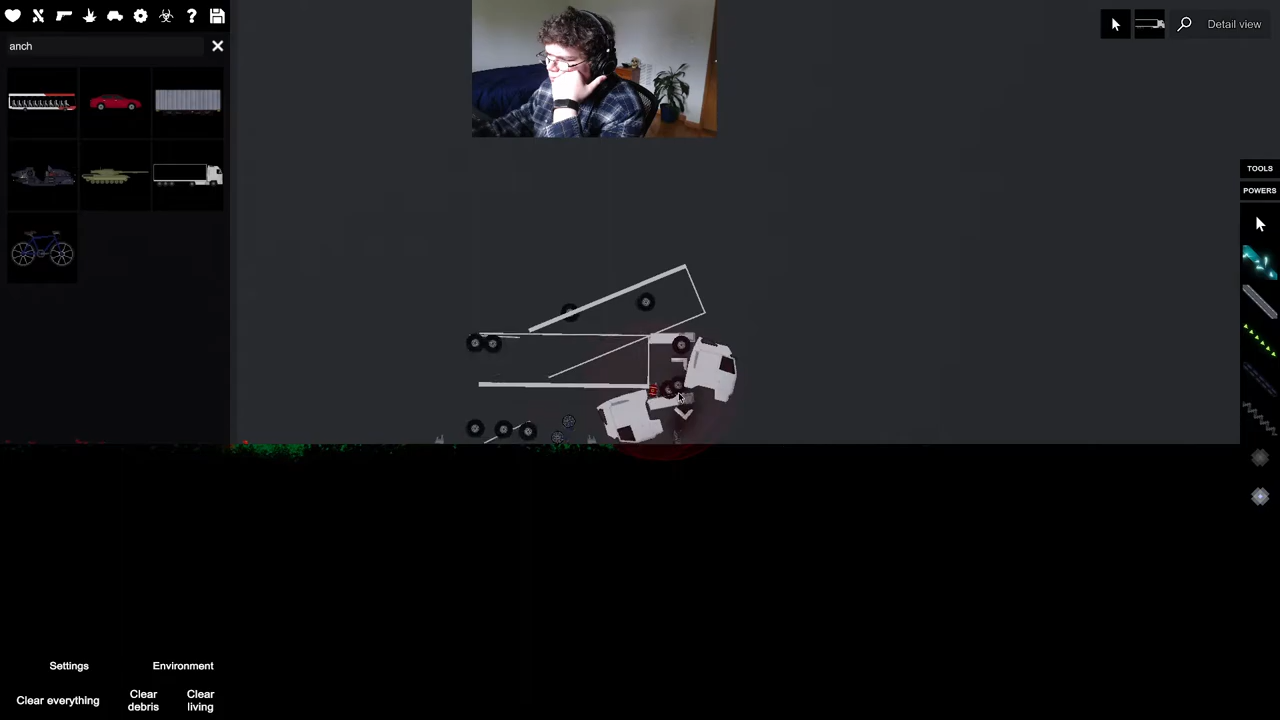 anch
Detail view
TOOLS
POWERS
Settings
Environment
Clear everything
Clear
debris
Clear
living